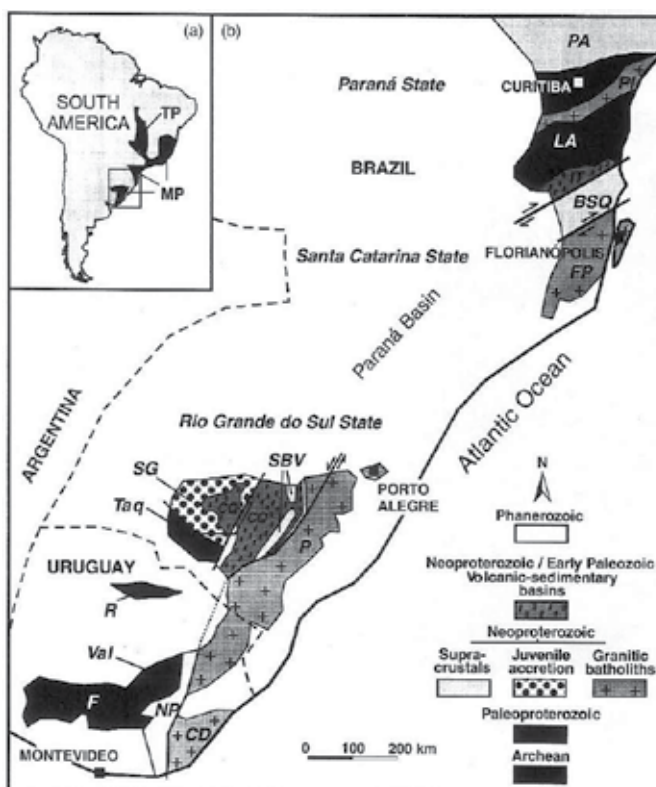 (a)
SOUTH
AMERICA
TP
MP
(b)
PA
CURITIBA
PI
Paraná State
LA
BRAZIL
IT
BSQ
FLORIANÓPOLIS
Santa Catarina State
FP
Paraná Basin
Atlantic Ocean
ARGENTINA
Rio Grande do Sul State
SG
SBV
Taq
PORTO
ALEGRE
P
URUGUAY
R
Val
F
NP
CD
MONTEVIDEO
0 100 200 km
N
Phanerozoic
Neoproterozoic / Early Paleozoic
Volcanic-sedimentary
basins
Neoproterozoic
Supra-
crustals
Juvenile
accretion
Granitic
batholiths
Paleoproterozoic
Archean